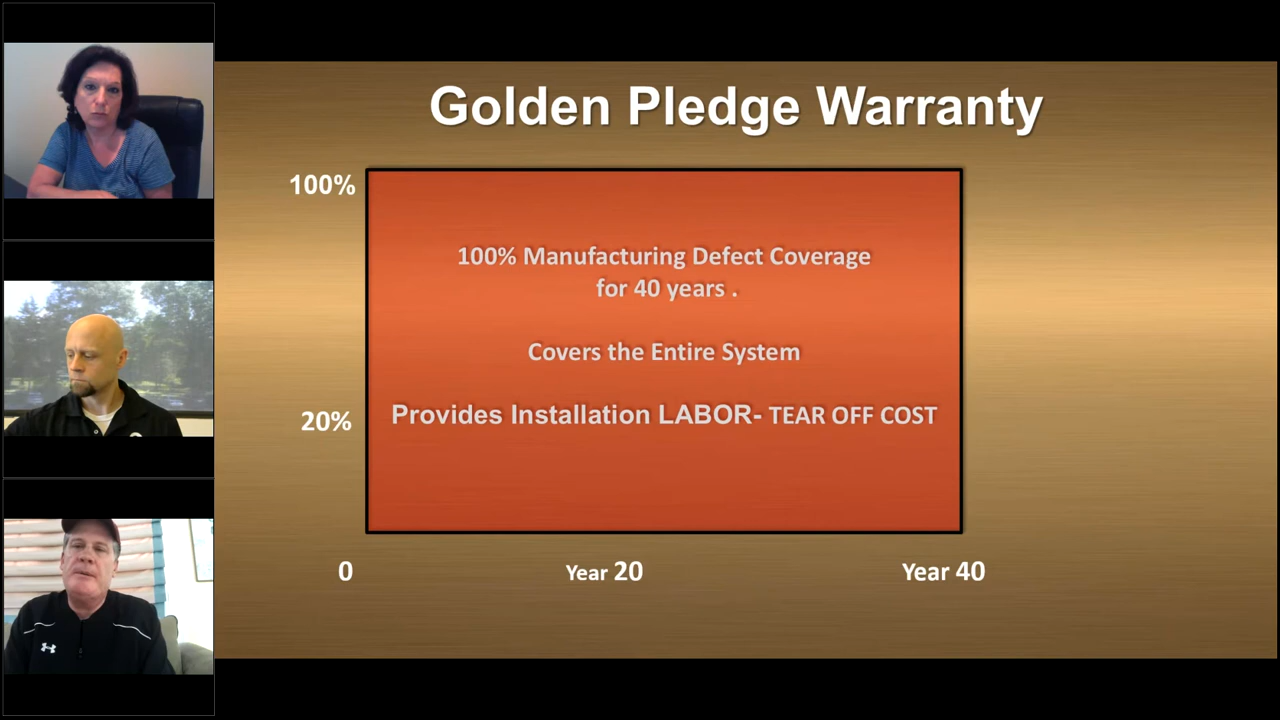 Golden Pledge Warranty
100%
100% Manufacturing Defect Coverage
for 40 years .
Covers the Entire System
20%
Provides Installation LABOR- TEAR OFF COST
0
Year 20
Year 40